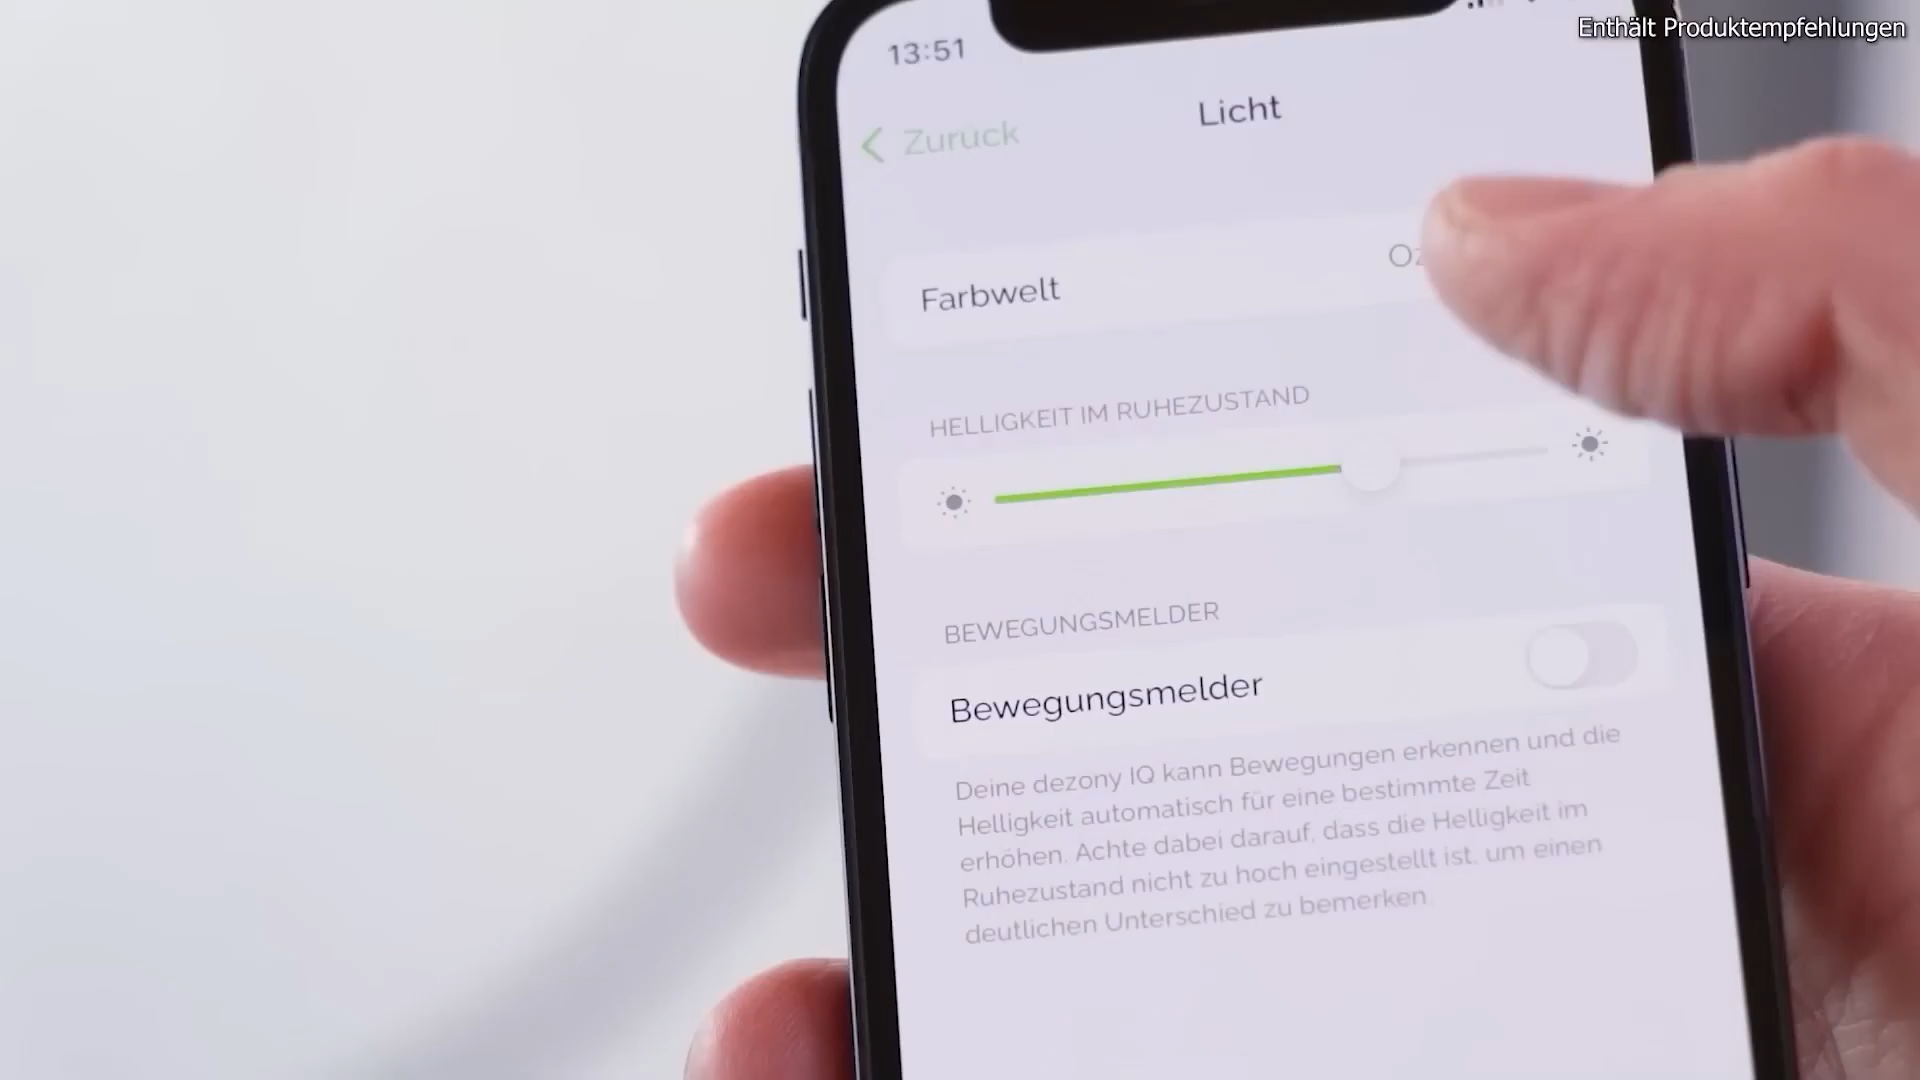 Enthält Produktempfehlungen
13:51
Zurück
Licht
Farbwelt
HELLIGKEIT IM RUHEZUSTAND
BEWEGUNGSMELDER
Bewegungsmelder
Deine dezony IQ kann Bewegungen erkennen und die
Helligkeit automatisch für eine bestimmte Zeit
erhöhen. Achte dabei darauf, dass die Helligkeit im
Ruhezustand nicht zu hoch eingestellt ist, um einen
deutlichen Unterschied zu bemerken.